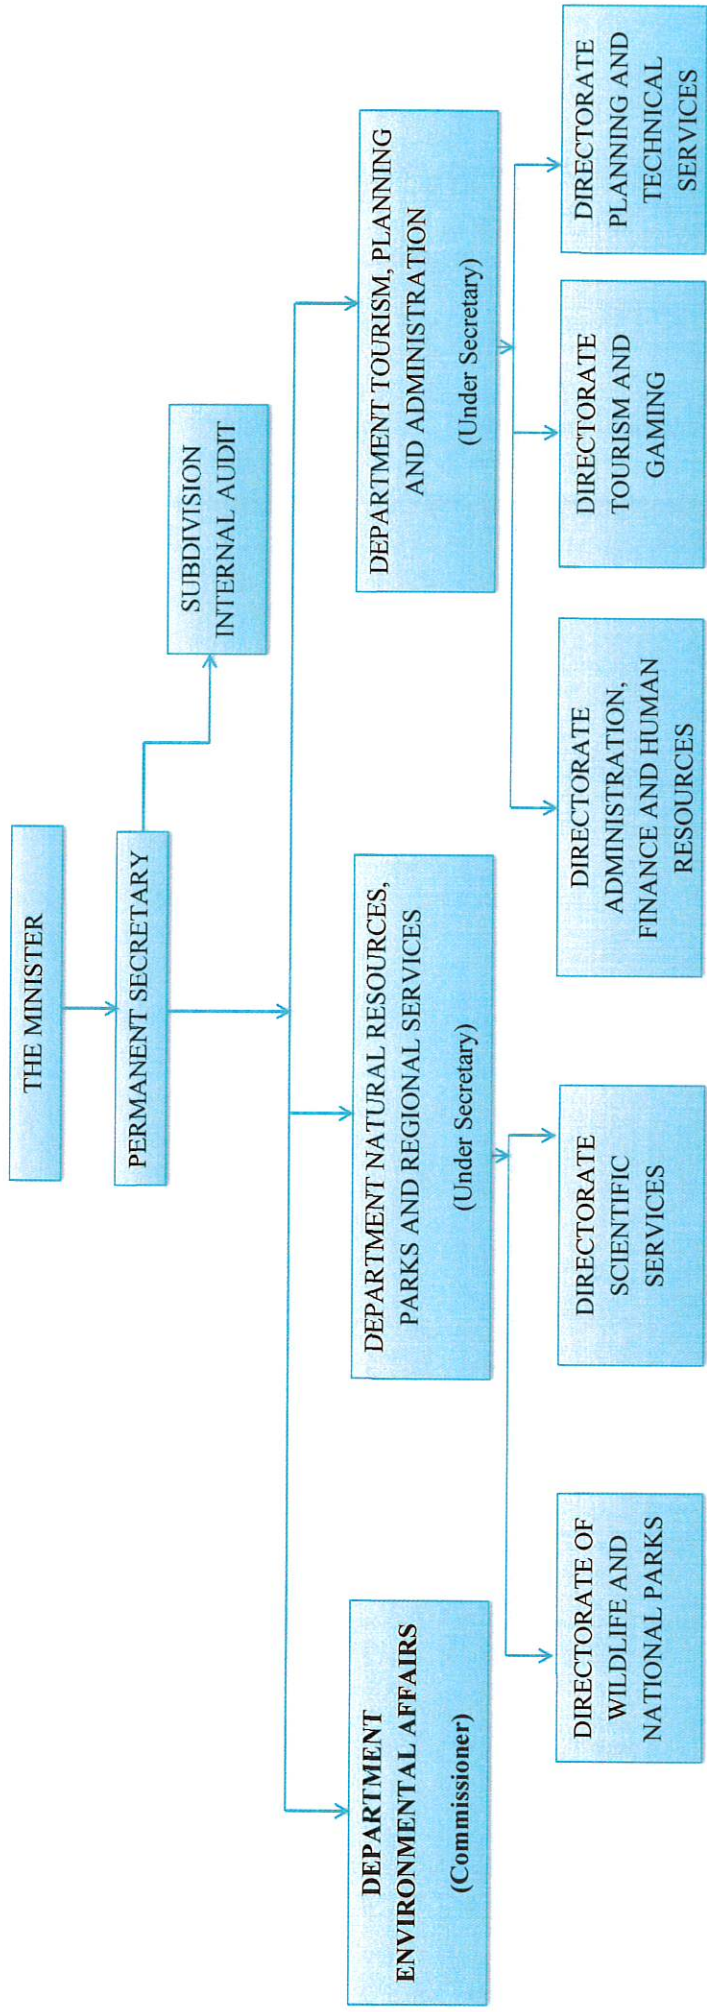 THE MINISTER
PERMANENT SECRETARY
SUBDIVISION
INTERNAL AUDIT
DEPARTMENT
ENVIRONMENTAL AFFAIRS
(Commissioner)
DEPARTMENT NATURAL RESOURCES,
PARKS AND REGIONAL SERVICES
(Under Secretary)
DEPARTMENT TOURISM, PLANNING
AND ADMINISTRATION
(Under Secretary)
DIRECTORATE OF
WILDLIFE AND
NATIONAL PARKS
DIRECTORATE
SCIENTIFIC
SERVICES
DIRECTORATE
ADMINISTRATION,
FINANCE AND HUMAN
RESOURCES
DIRECTORATE
TOURISM AND
GAMING
DIRECTORATE
PLANNING AND
TECHNICAL
SERVICES